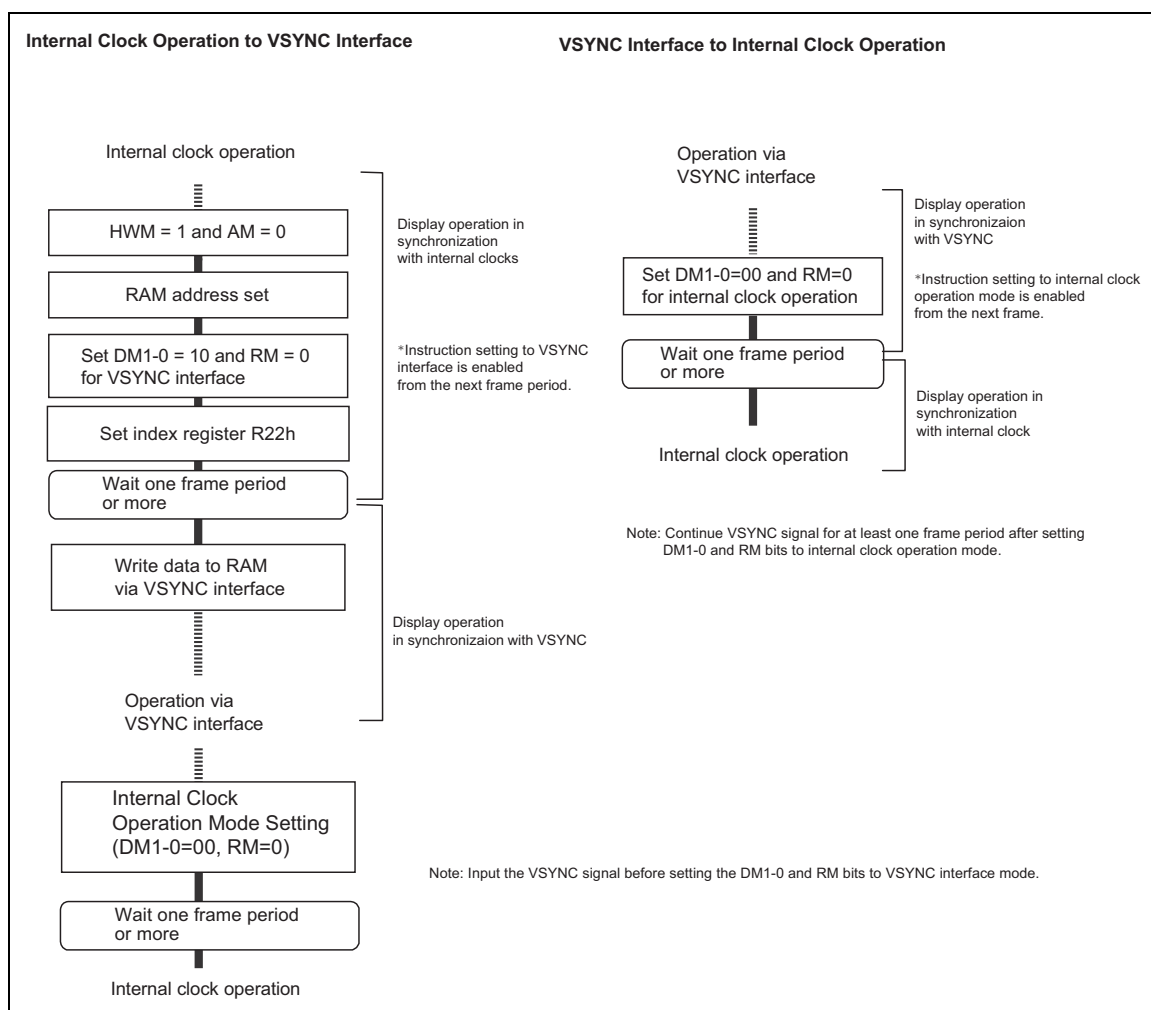 Internal Clock Operation to VSYNC Interface
Internal clock operation
HWM = 1 and AM = 0
RAM address set
Set DM1-0 = 10 and RM = 0
for VSYNC interface
Set index register R22h
Wait one frame period
or more
Write data to RAM
via VSYNC interface
Operation via
VSYNC interface
Internal Clock
Operation Mode Setting
(DM1-0=00, RM=0)
Wait one frame period
or more
Internal clock operation
Display operation in
synchronization
with internal clocks
*Instruction setting to VSYNC
interface is enabled
from the next frame period.
Display operation
in synchronizaion with VSYNC
VSYNC Interface to Internal Clock Operation
Operation via
VSYNC interface
Set DM1-0=00 and RM=0
for internal clock operation
Wait one frame period
or more
Internal clock operation
Display operation
in synchronizaion
with VSYNC
*Instruction setting to internal clock
operation mode is enabled
from the next frame.
Display operation in
synchronization
with internal clock
Note: Continue VSYNC signal for at least one frame period after setting
DM1-0 and RM bits to internal clock operation mode.
Note: Input the VSYNC signal before setting the DM1-0 and RM bits to VSYNC interface mode.